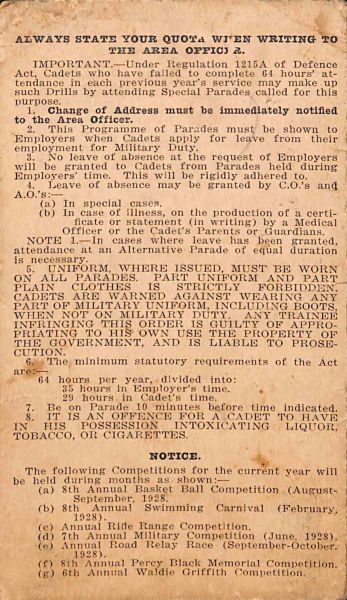 ALWAYS STATE YOUR QUOTA WHEN WRITING TO
THE AREA OFFICER.
IMPORTANT.—Under Regulation 1215A of Defence
Act, Cadets who have failed to complete 64 hours' at-
tendance in each previous year's service may make up
such Drills by attending Special Parades called for this
purpose.
1. Change of Address must be immediately notified
to the Area Officer.
2. This Programme of Parades must be shown to
Employers when Cadets apply for leave from their
employment for Military Duty.
3. No leave of absence at the request of Employers
will be granted to Cadets from Parades held during
Employers' time. This will be rigidly adhered to.
4. Leave of absence may be granted by C.O.'s and
A.O.'s:—
(a) In special cases.
(b) In case of illness, on the production of a certi-
ficate or statement (in writing) by a Medical
Officer or the Cadet's Parents or Guardians.
NOTE 1.—In cases where leave has been granted,
attendance at an Alternative Parade of equal duration
is necessary.
5. UNIFORM, WHERE ISSUED, MUST BE WORN
ON ALL PARADES. PART UNIFORM AND PART
PLAIN CLOTHES IS STRICTLY FORBIDDEN.
CADETS ARE WARNED AGAINST WEARING ANY
PART OF MILITARY UNIFORM, INCLUDING BOOTS,
WHEN NOT ON MILITARY DUTY. ANY TRAINEE
INFRINGING THIS ORDER IS GUILTY OF APPRO-
PRIATING TO HIS OWN USE THE PROPERTY OF
THE GOVERNMENT, AND IS LIABLE TO PROSE-
CUTION.
6. The minimum statutory requirements of the Act
are:—
64 hours per year, divided into:
35 hours in Employer's time.
29 hours in Cadet's time.
7. Be on Parade 10 minutes before time indicated.
8. IT IS AN OFFENCE FOR A CADET TO HAVE
IN HIS POSSESSION INTOXICATING LIQUOR,
TOBACCO, OR CIGARETTES.
NOTICE.
The following Competitions for the current year will
be held during months as shown:—
(a) 8th Annual Basket Ball Competition (August-
September, 1928.
(b) 8th Annual Swimming Carnival (February,
1928).
(c) Annual Rifle Range Competition.
(d) 7th Annual Military Competition (June, 1928).
(e) Annual Road Relay Race (September-October,
1928).
(f) 8th Annual Percy Black Memorial Competition.
(g) 6th Annual Waldie Griffith Competition.